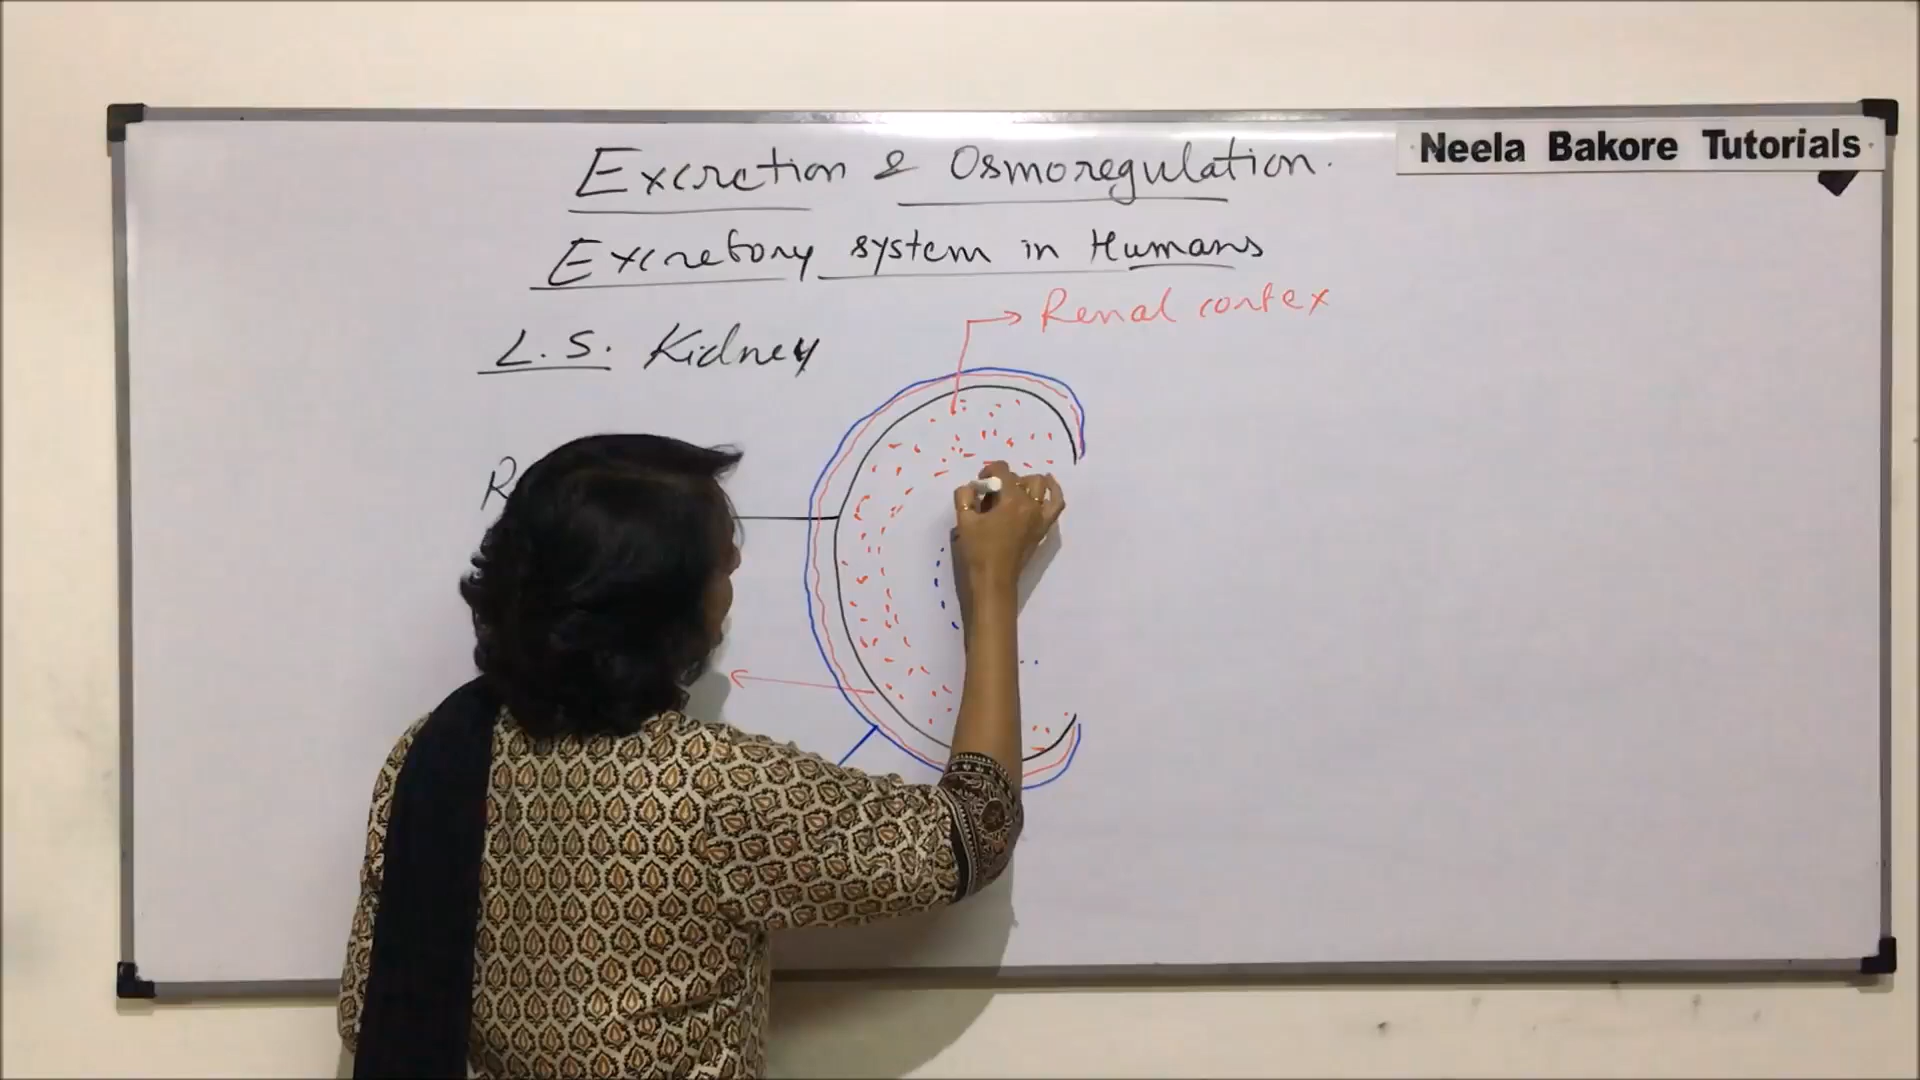 Neela Bakore Tutorials
Excretion & Osmoregulation.
Excretory system in Humans
Renal cortex
L.S. Kidney